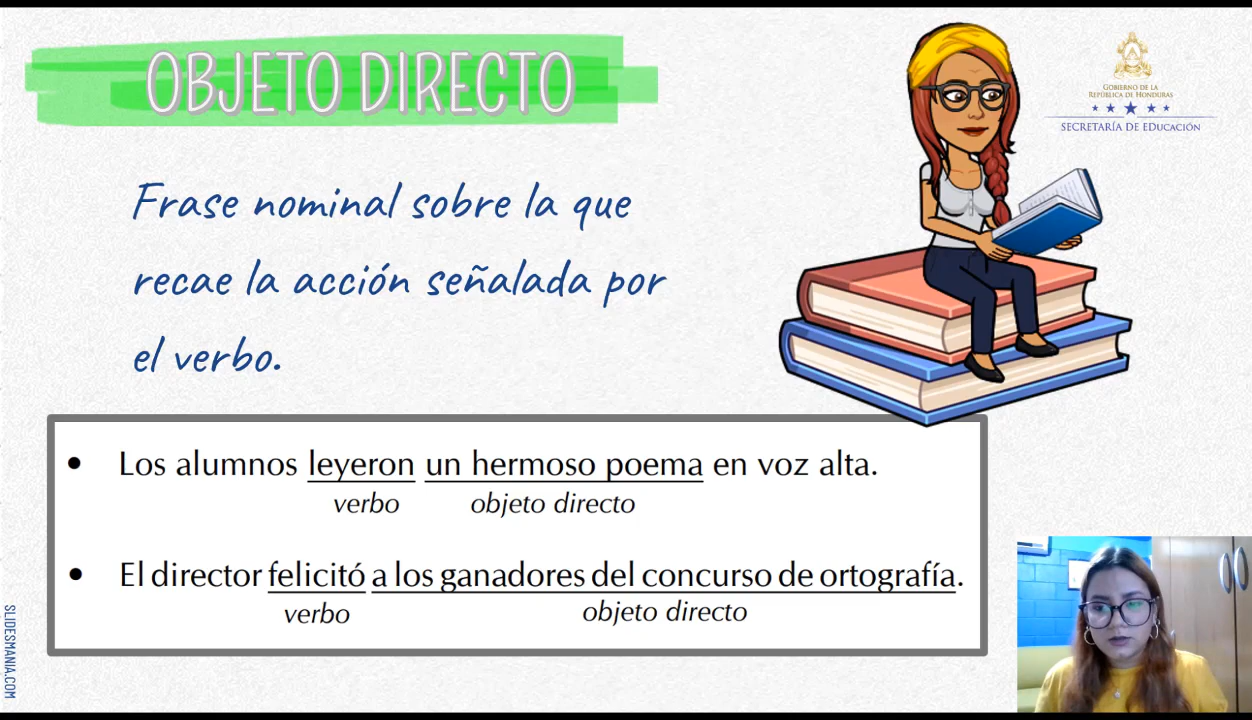 OBJETO DIRECTO
GOBIERNO DE LA
REPÚBLICA DE HONDURAS
SECRETARÍA DE EDUCACIÓN
Frase nominal sobre la que
recae la acción señalada por
el verbo.
• Los alumnos leyeron un hermoso poema en voz alta.
verbo objeto directo
• El director felicitó a los ganadores del concurso de ortografía.
verbo objeto directo
SLIDESMANIA.COM